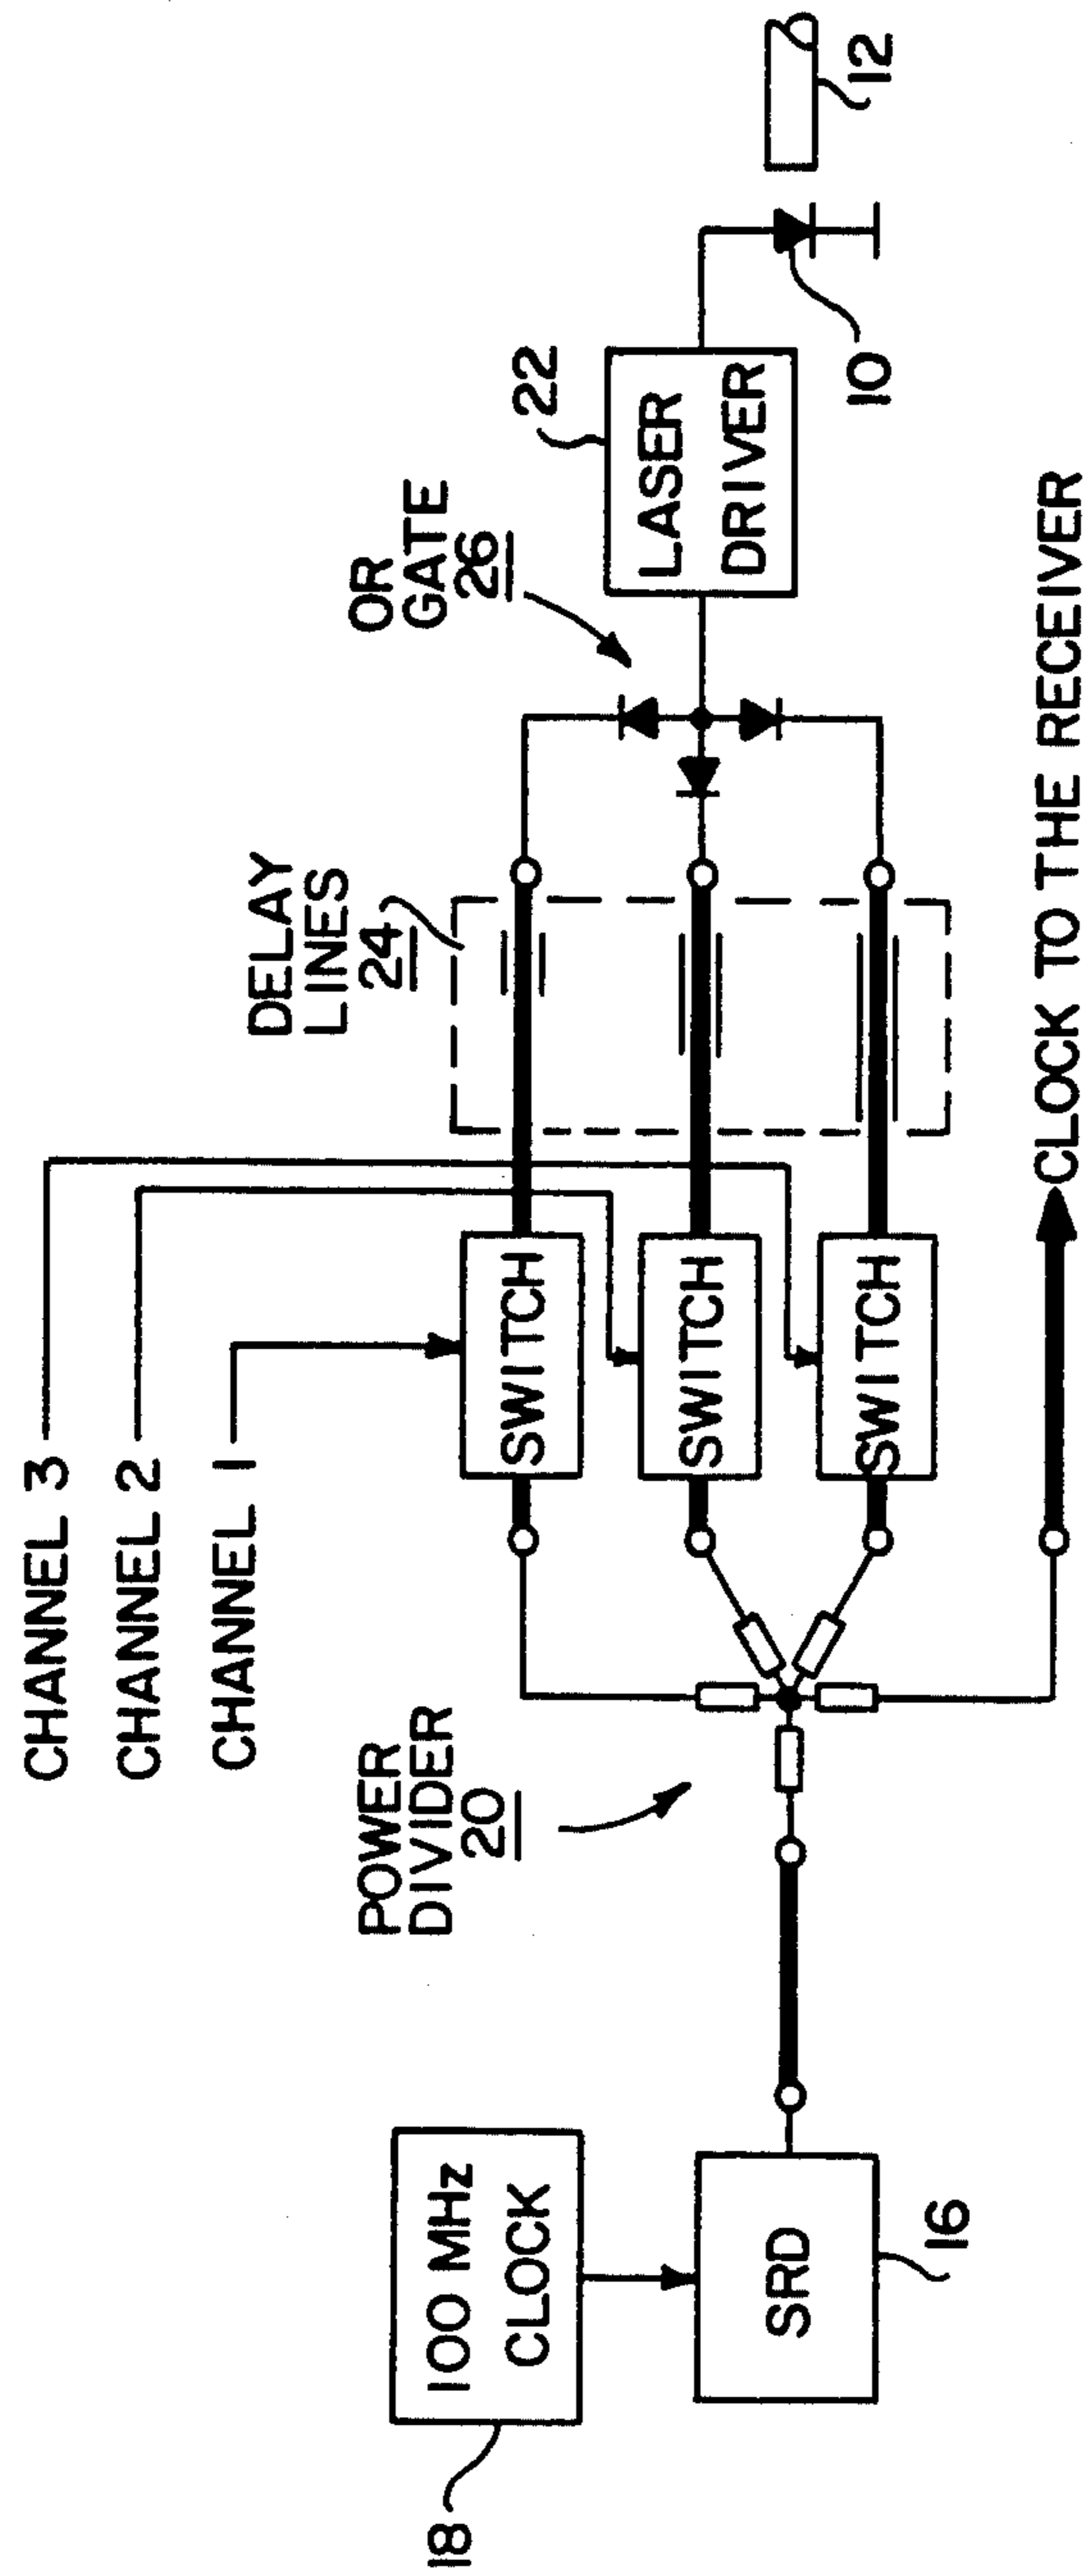 CHANNEL 3
CHANNEL 2
CHANNEL 1
100 MHz
CLOCK
18
SRD
16
POWER
DIVIDER
20
SWITCH
SWITCH
SWITCH
DELAY
LINES
24
OR
GATE
26
LASER
DRIVER
22
10
12
CLOCK TO THE RECEIVER